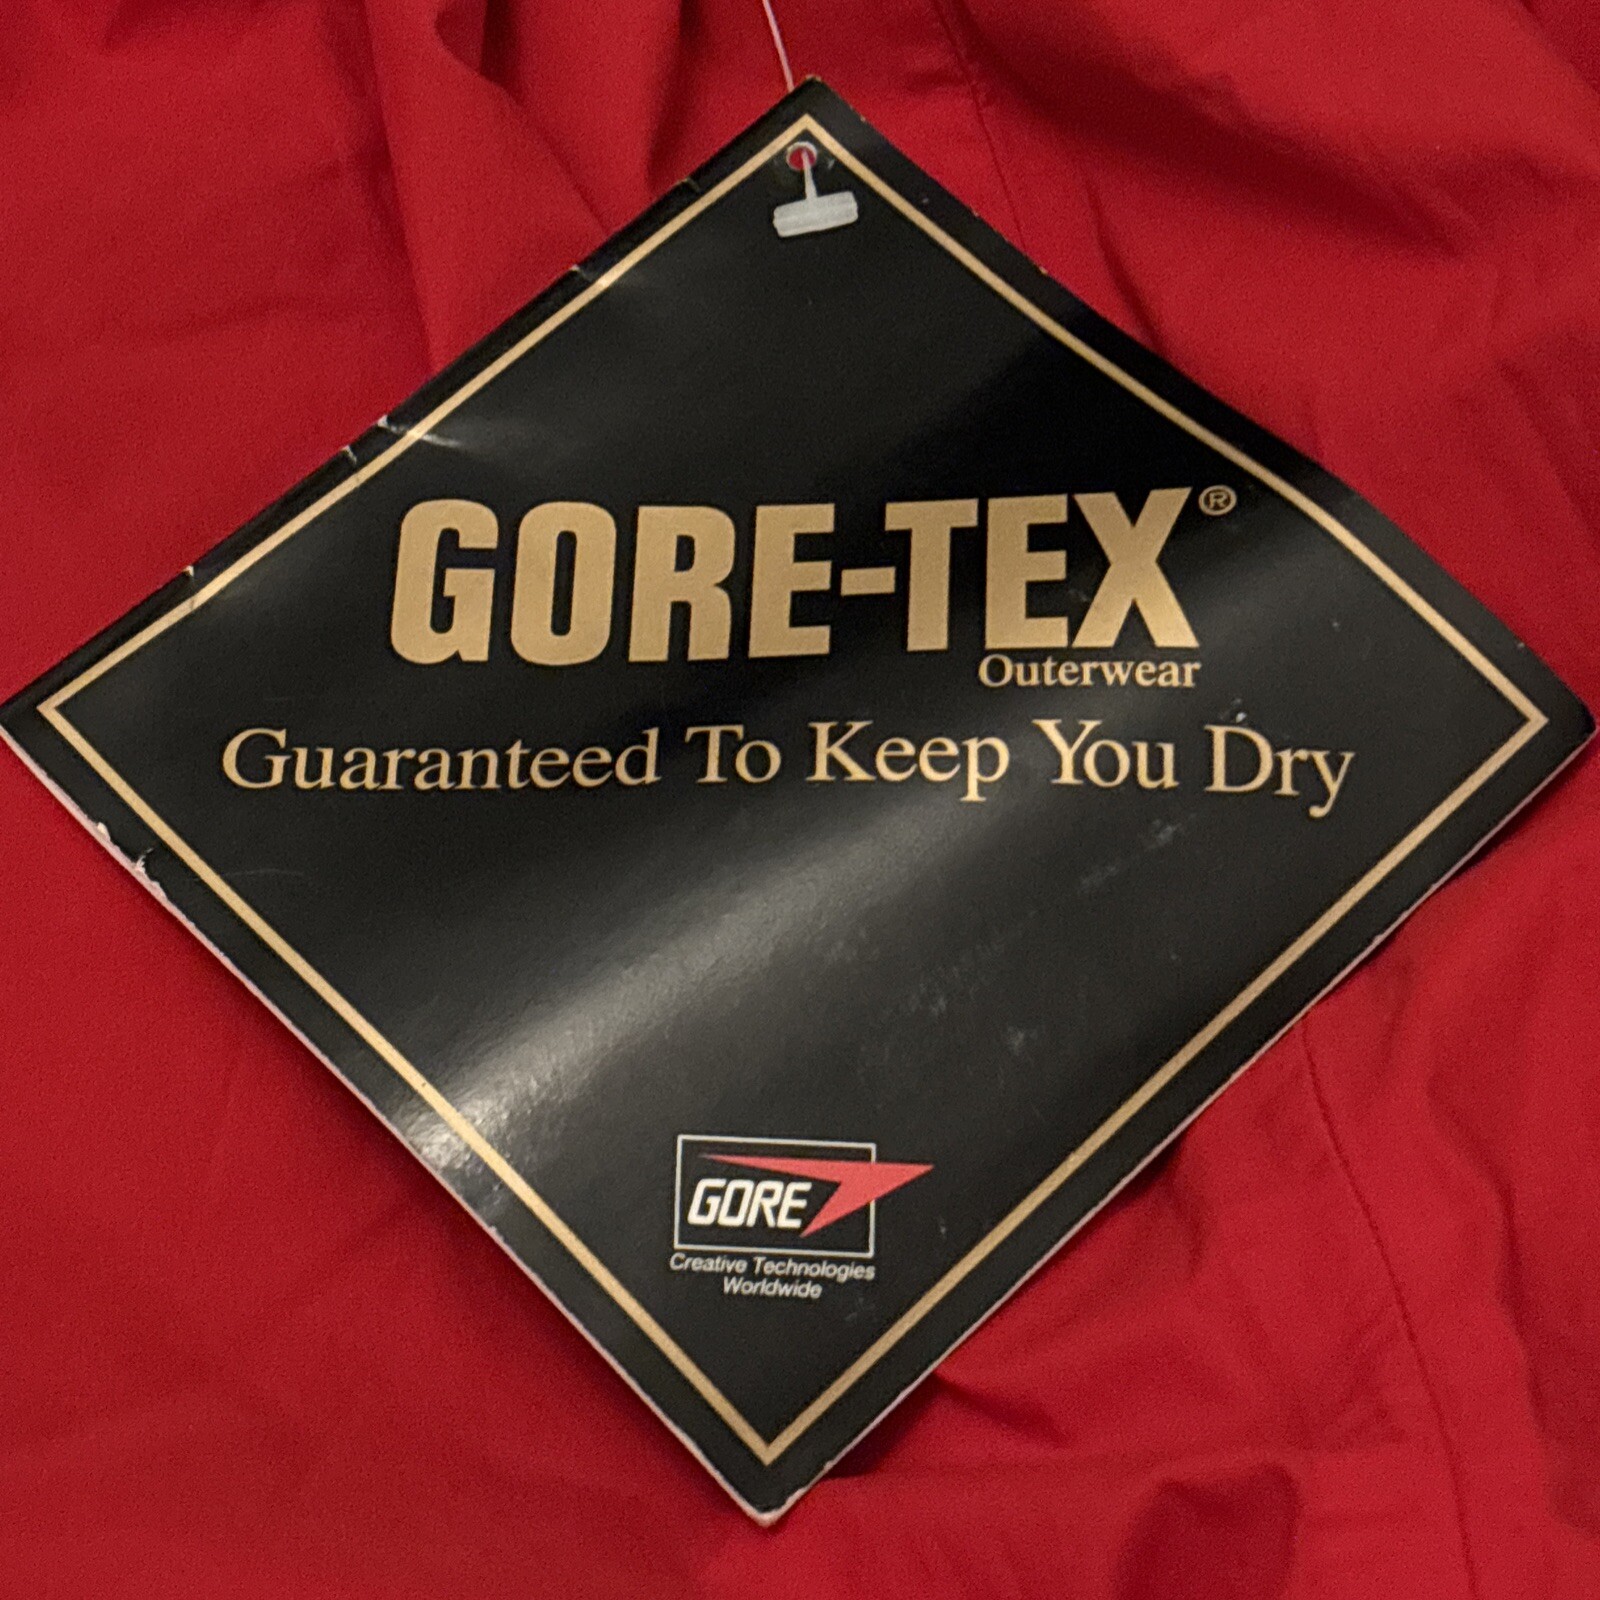 GORE-TEX®
Outerwear
Guaranteed To Keep You Dry
GORE
Creative Technologies
Worldwide